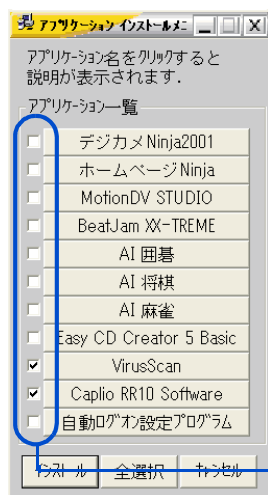 アプリケーション インストールメニ
アプリケーション名をクリックすると
説明が表示されます.
アプリケーション一覧
デジカメNinja2001
ホームページNinja
MotionDV STUDIO
BeatJam XX-TREME
AI 囲碁
AI 将棋
AI 麻雀
Easy CD Creator 5 Basic
VirusScan
Caplio RR10 Software
自動ログオン設定プログラム
インストール 全選択 キャンセル